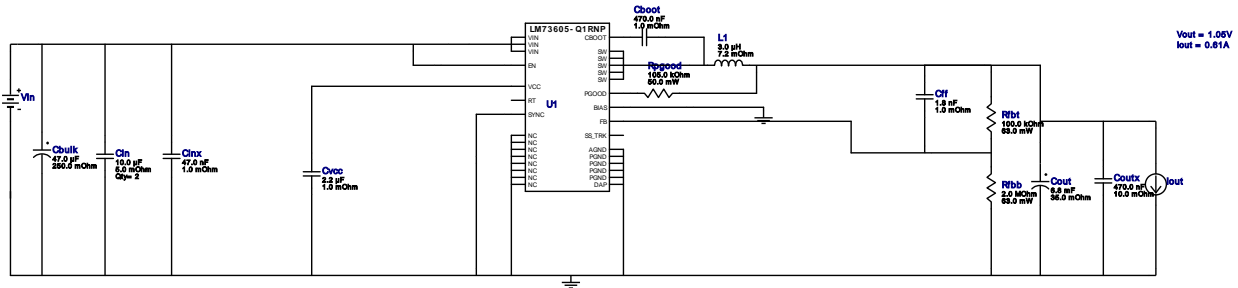 Cboot
470.0 nF
1.0 mOhm
LM73605-Q1RNP
VIN
VIN
VIN
EN
VCC
RT
SYNC
NC
NC
NC
NC
NC
NC
NC
NC
U1
CBOOT
SW
SW
SW
SW
SW
PGOOD
BIAS
FB
SS_TRK
AGND
PGND
PGND
PGND
PGND
DAP
L1
3.0 µH
7.2 mOhm
Rpgood
105.0 kOhm
50.0 mW
Vout = 1.05V
Iout = 0.61A
Vin
+
-
Cbulk
47.0 µF
250.0 mOhm
Cin
10.0 µF
5.0 mOhm
Qty= 2
Cinx
47.0 nF
1.0 mOhm
Cvcc
2.2 µF
1.0 mOhm
Cff
1.8 nF
1.0 mOhm
Rfbt
100.0 kOhm
63.0 mW
Rfbb
2.0 MOhm
63.0 mW
Cout
6.8 mF
35.0 mOhm
Coutx
470.0 nF
10.0 mOhm
Iout